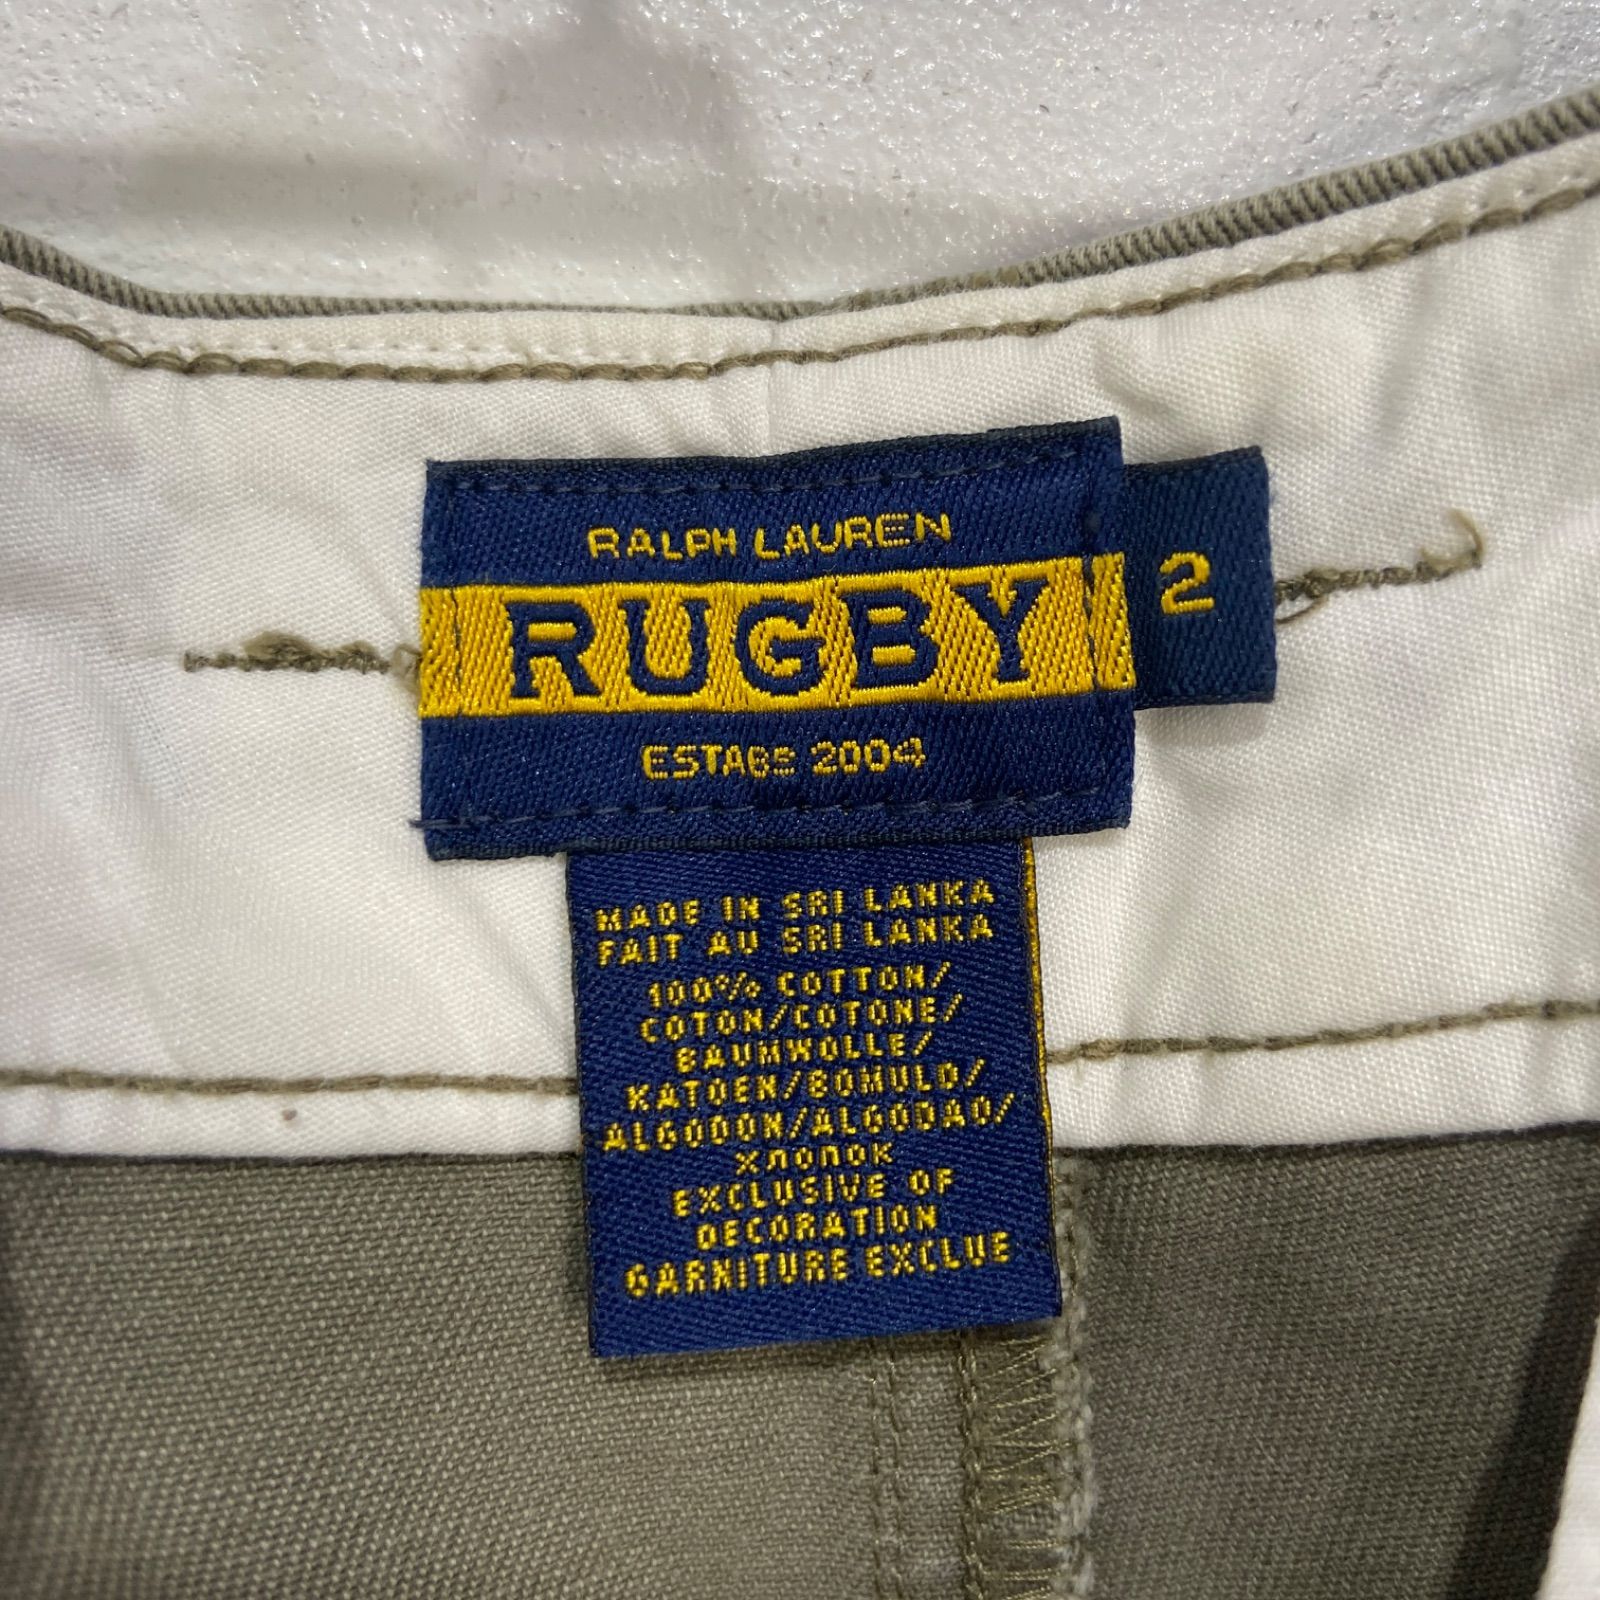 RALPH LAUREN
RUGBY
ESTABS 2004
2
MADE IN SRI LANKA
FAIT AU SRI LANKA
100% COTTON/
COTON/COTONE/
BAUMWOLLE/
KATOEN/BOMULD/
ALGODON/ALGODAO/
хлопок
EXCLUSIVE OF
DECORATION
GARNITURE EXCLUE